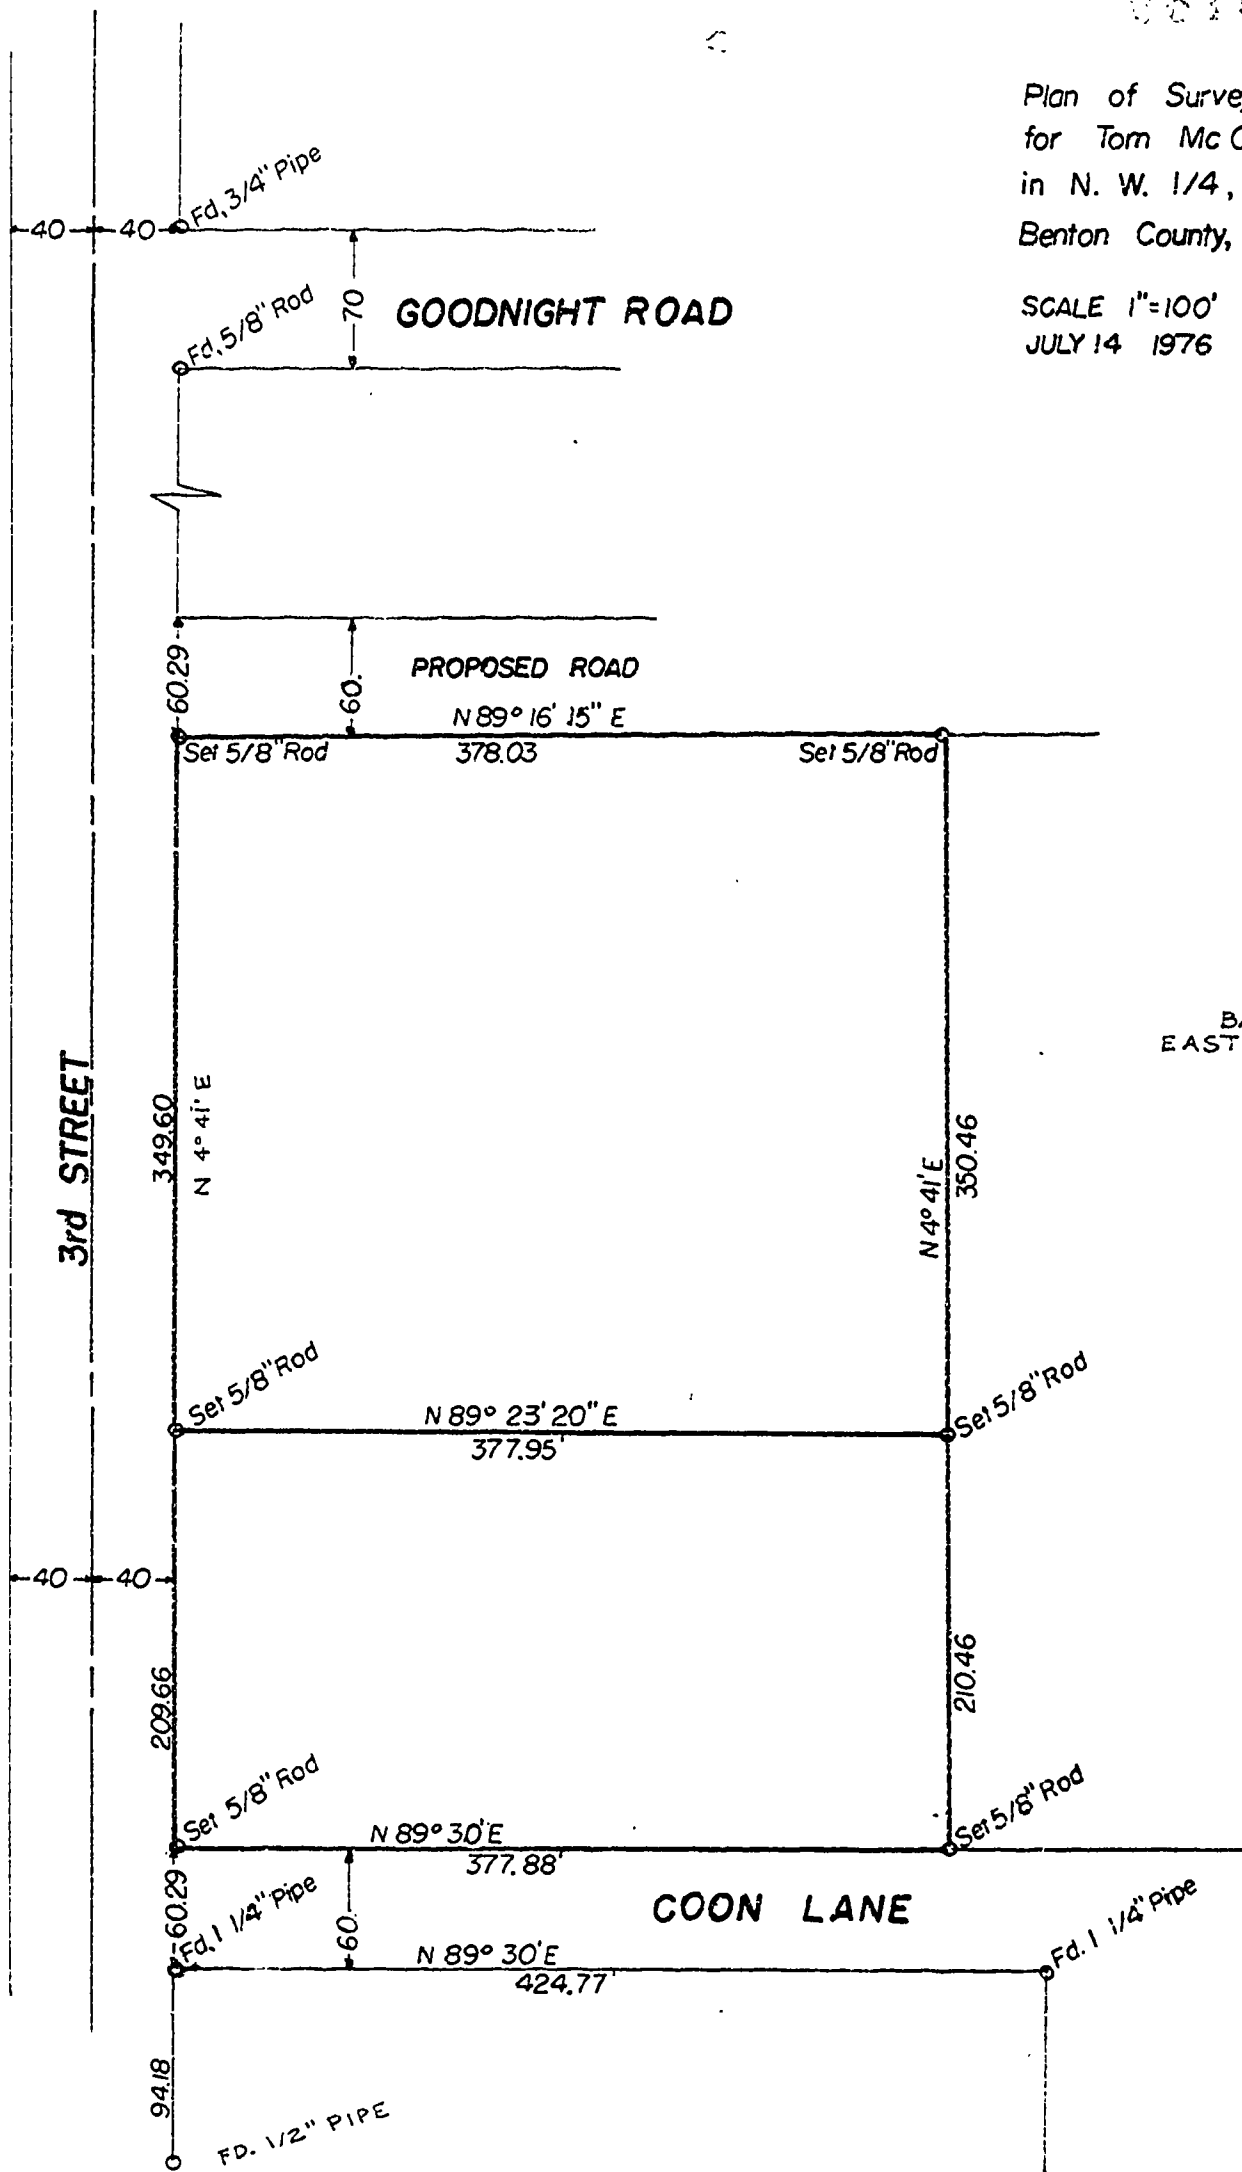 Plan of Surve
for Tom Mc
in N. W. 1/4,
Benton County,
SCALE 1"=100'
JULY 14 1976
Fd, 3/4" Pipe
40
40
70
GOODNIGHT ROAD
Fd, 5/8" Rod
60.29
60.
PROPOSED ROAD
N 89° 16' 15" E
378.03
Set 5/8" Rod
Set 5/8" Rod
EAST
3rd STREET
349.60
N 4° 41' E
N 4° 41' E
350.46
Set 5/8" Rod
N 89° 23' 20" E
377.95'
Set 5/8" Rod
40
40
209.66
210.46
Set 5/8" Rod
N 89° 30' E
377.88'
Set 5/8" Rod
60.29
Fd. 1 1/4" Pipe
60.
COON LANE
N 89° 30' E
424.77'
Fd. 1 1/4" Pipe
94.18
FD. 1/2" PIPE